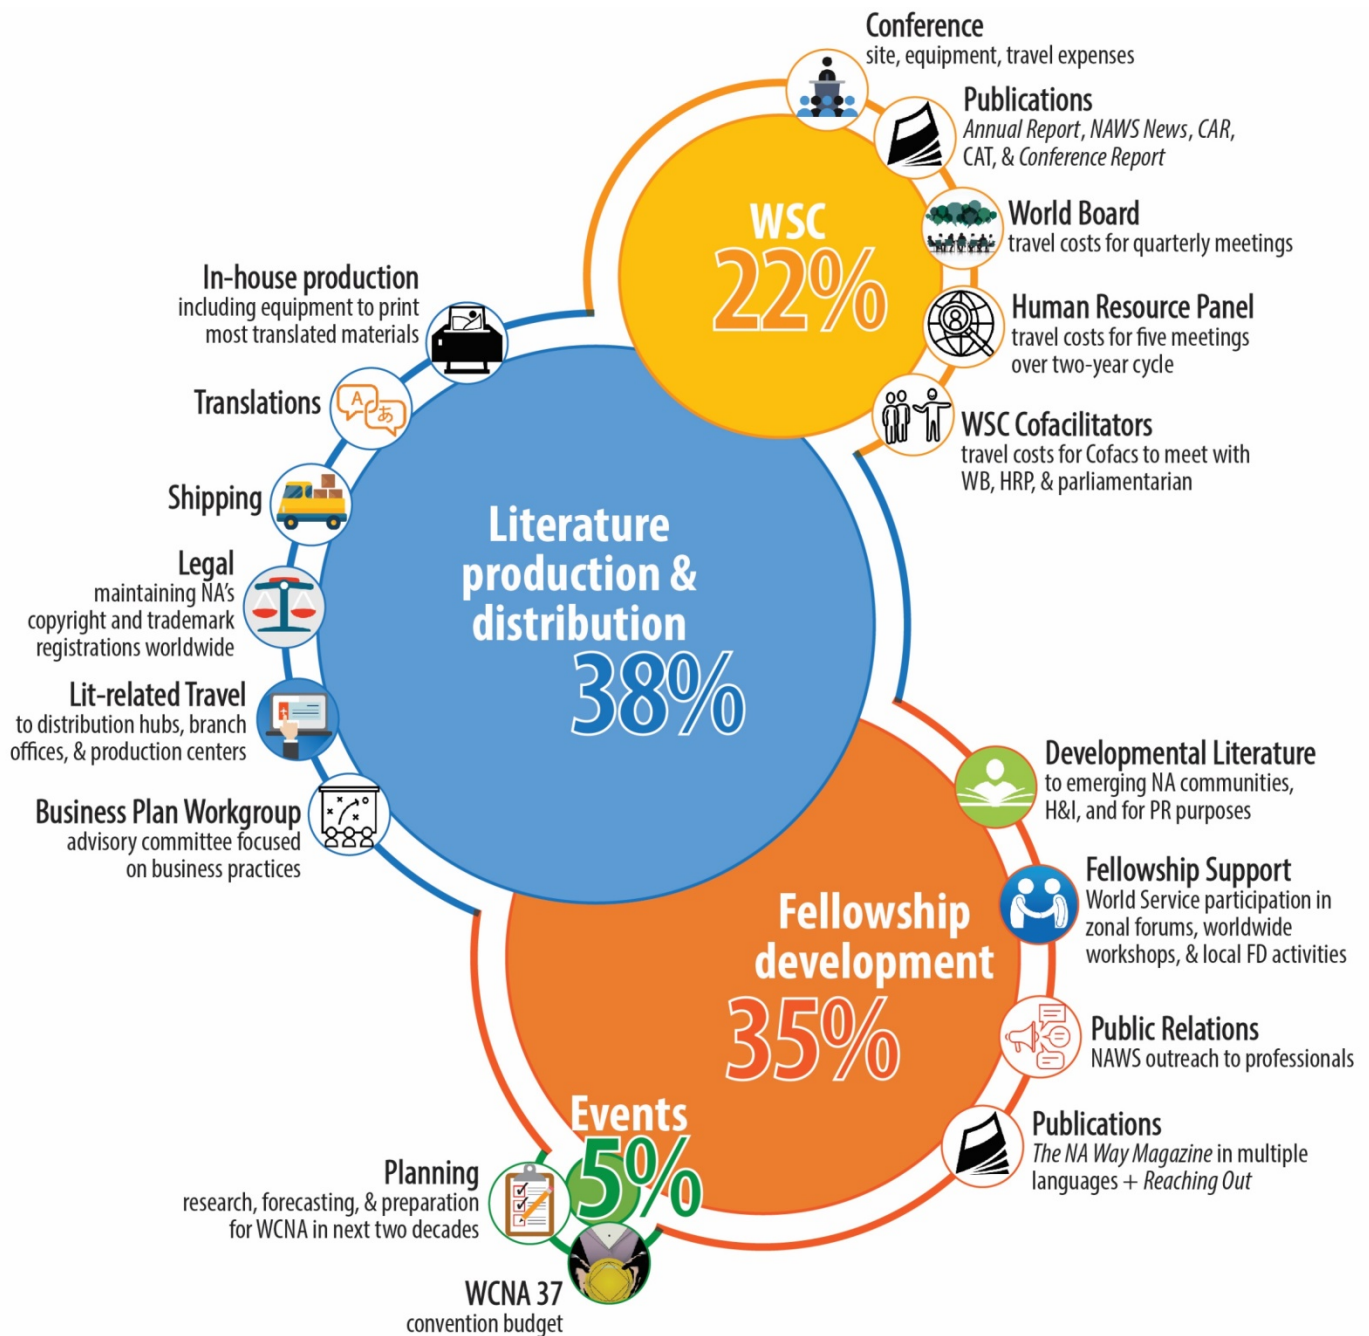 Conference
site, equipment, travel expenses
Publications
Annual Report, NAWS News, CAR,
CAT, & Conference Report
WSC
22%
World Board
travel costs for quarterly meetings
Human Resource Panel
travel costs for five meetings
over two-year cycle
WSC Cofacilitators
travel costs for Cofacs to meet with
WB, HRP, & parliamentarian
In-house production
including equipment to print
most translated materials
Translations
A
あ
Shipping
Legal
maintaining NA's
copyright and trademark
registrations worldwide
Lit-related Travel
to distribution hubs, branch
offices, & production centers
Business Plan Workgroup
advisory committee focused
on business practices
Literature
production &
distribution
38%
Developmental Literature
to emerging NA communities,
H&I, and for PR purposes
Fellowship Support
World Service participation in
zonal forums, worldwide
workshops, & local FD activities
Public Relations
NAWS outreach to professionals
Publications
The NA Way Magazine in multiple
languages + Reaching Out
Fellowship
development
35%
Events
5%
Planning
research, forecasting, & preparation
for WCNA in next two decades
WCNA 37
convention budget